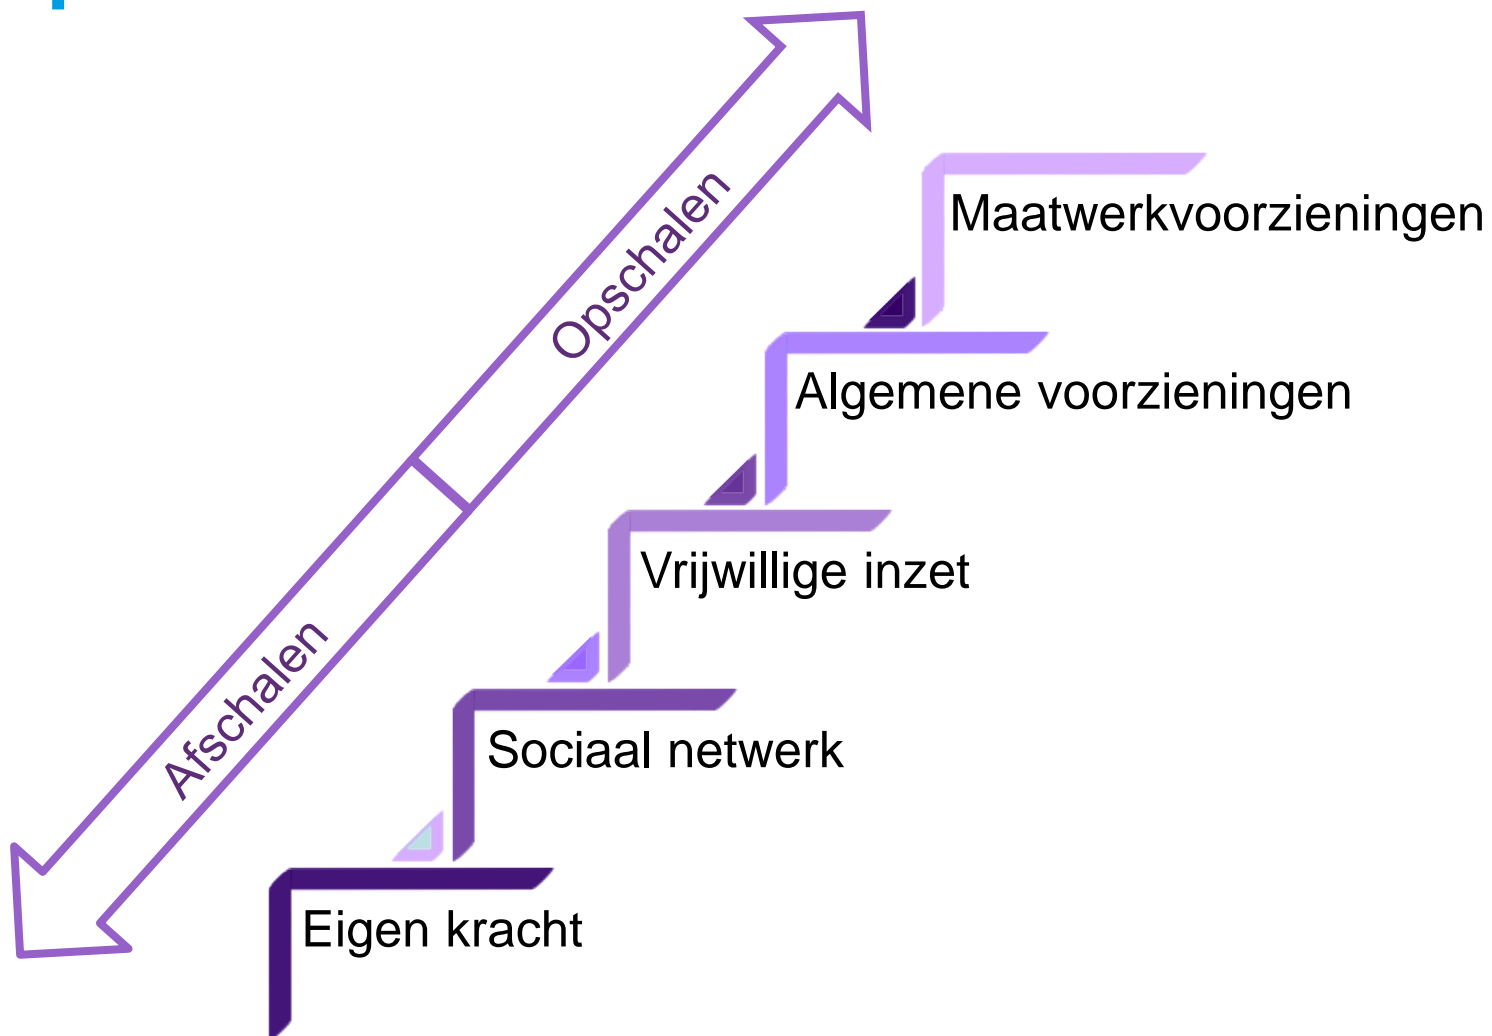 Opschalen
Maatwerkvoorzieningen
Algemene voorzieningen
Vrijwillige inzet
Afschalen
Sociaal netwerk
Eigen kracht